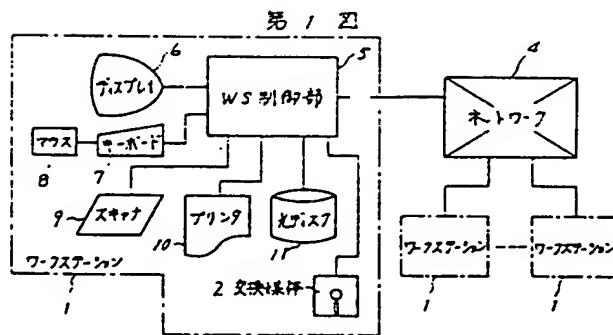 第1図
6
ディスプレイ
5
WS制御部
4
ネットワーク
マウス
8
キーボード
7
9
スキャナ
10
プリンタ
光ディスク
11
2 交換媒体
ワークステーション
1
ワークステーション
1
ワークステーション
1